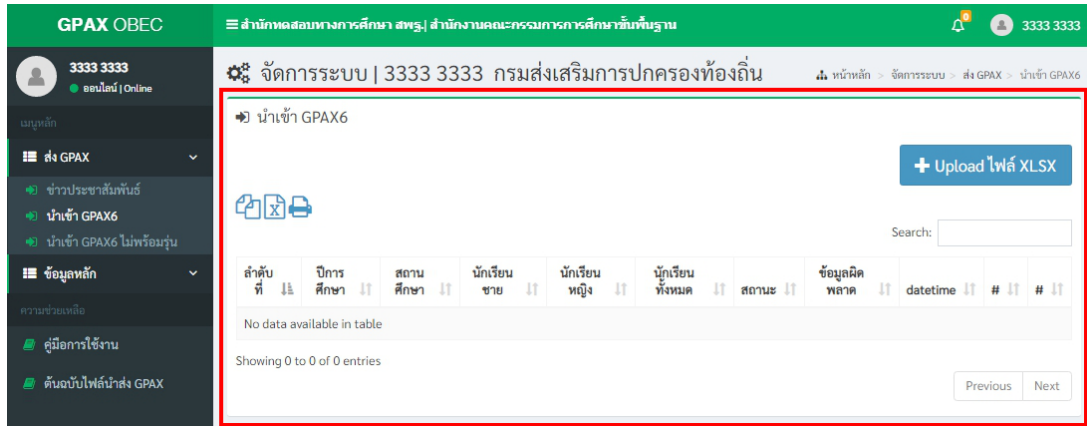 GPAX OBEC
สำนักทดสอบทางการศึกษา สพฐ.| สำนักงานคณะกรรมการการศึกษาขั้นพื้นฐาน
0
3333 3333
3333 3333
ออนไลน์ | Online
จัดการระบบ | 3333 3333 กรมส่งเสริมการปกครองท้องถิ่น
หน้าหลัก > จัดการระบบ > ส่ง GPAX > นำเข้า GPAX6
เมนูหลัก
ส่ง GPAX
ข่าวประชาสัมพันธ์
นำเข้า GPAX6
นำเข้า GPAX6 ไม่พร้อมรุ่น
ข้อมูลหลัก
ความช่วยเหลือ
คู่มือการใช้งาน
ต้นฉบับไฟล์นำส่ง GPAX
นำเข้า GPAX6
Upload ไฟล์ XLSX
Search:
ลำดับที่ ปีการศึกษา สถานศึกษา นักเรียนชาย นักเรียนหญิง นักเรียนทั้งหมด สถานะ ข้อมูลผิดพลาด datetime # #
No data available in table
Showing 0 to 0 of 0 entries
Previous Next